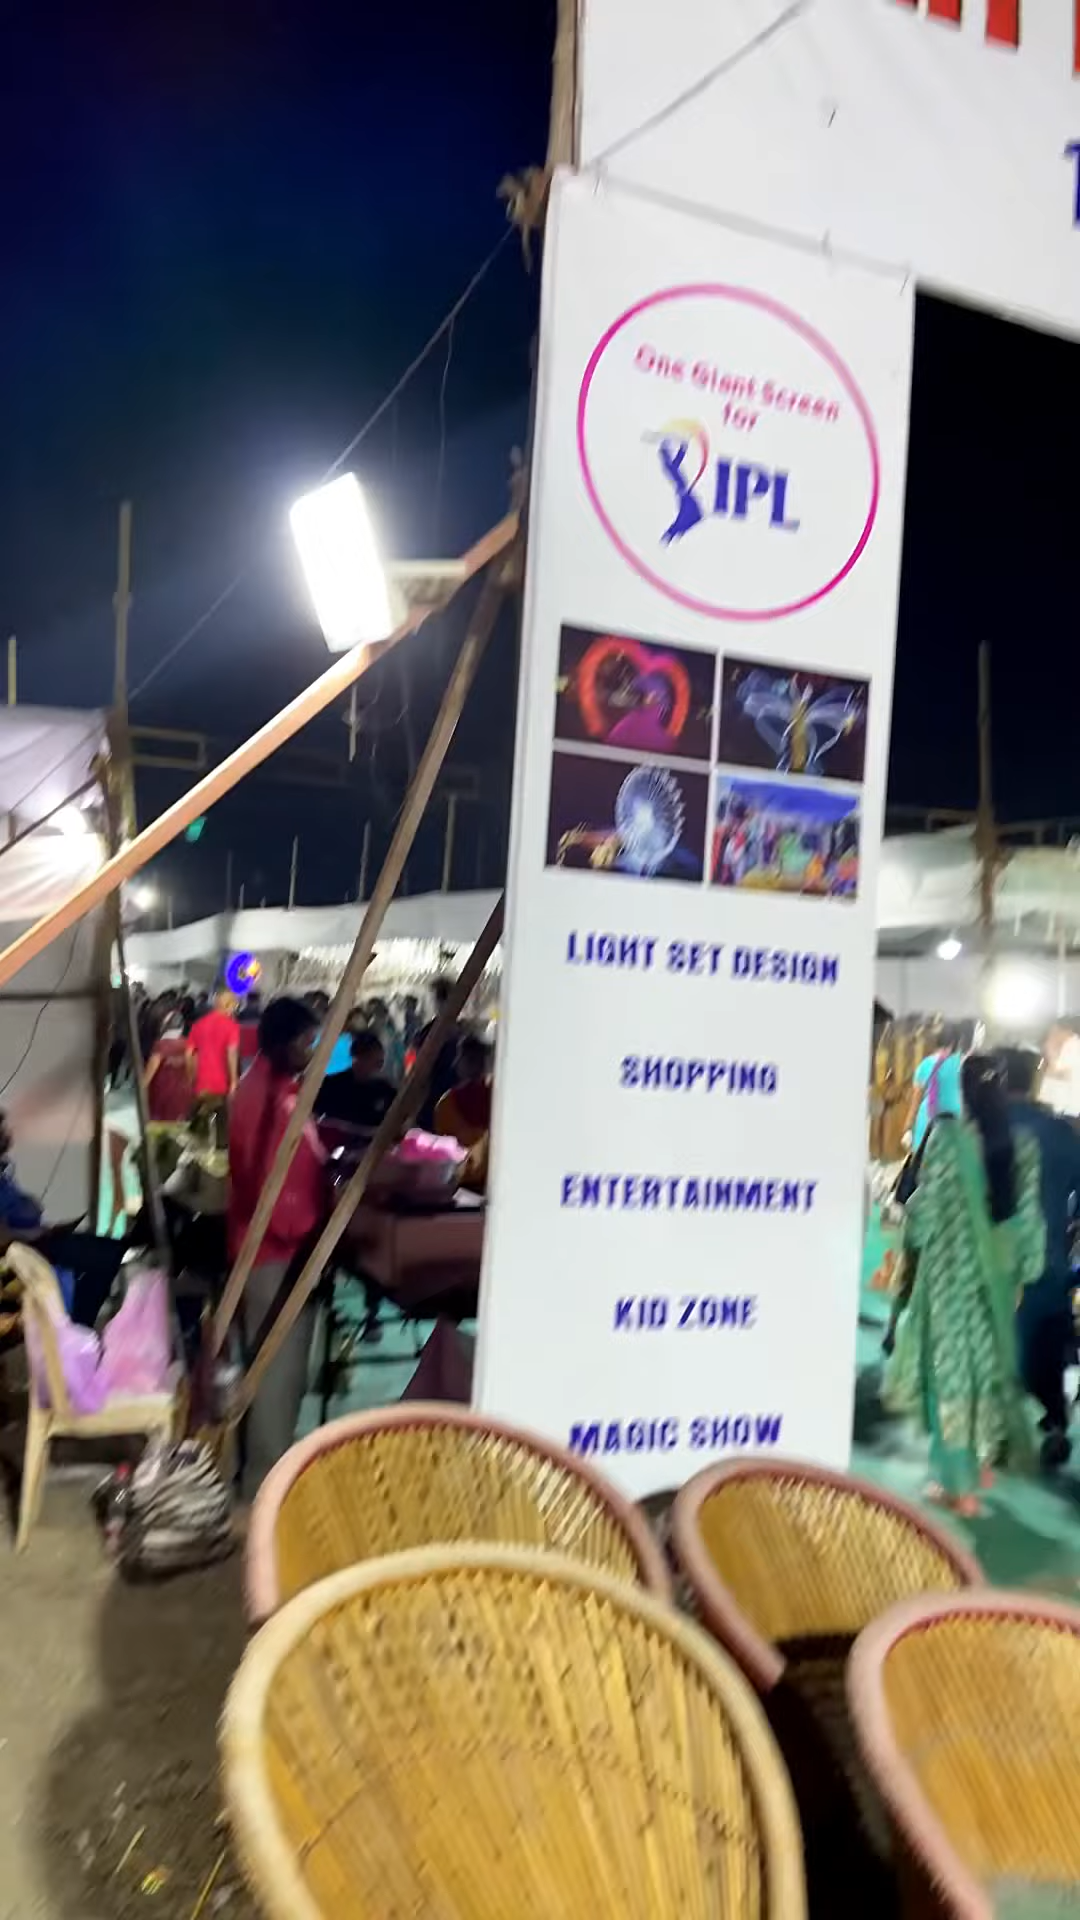 One Giant Screen
for
IPL
LIGHT SET DESIGN
SHOPPING
ENTERTAINMENT
KID ZONE
MAGIC SHOW